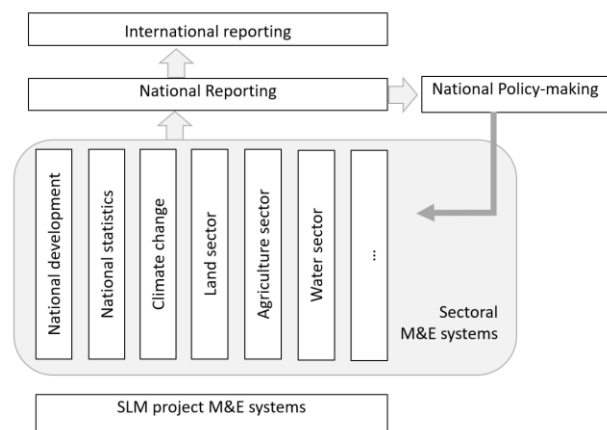 International reporting
National Reporting
National Policy-making
National development
National statistics
Climate change
Land sector
Agriculture sector
Water sector
...
Sectoral
M&E systems
SLM project M&E systems